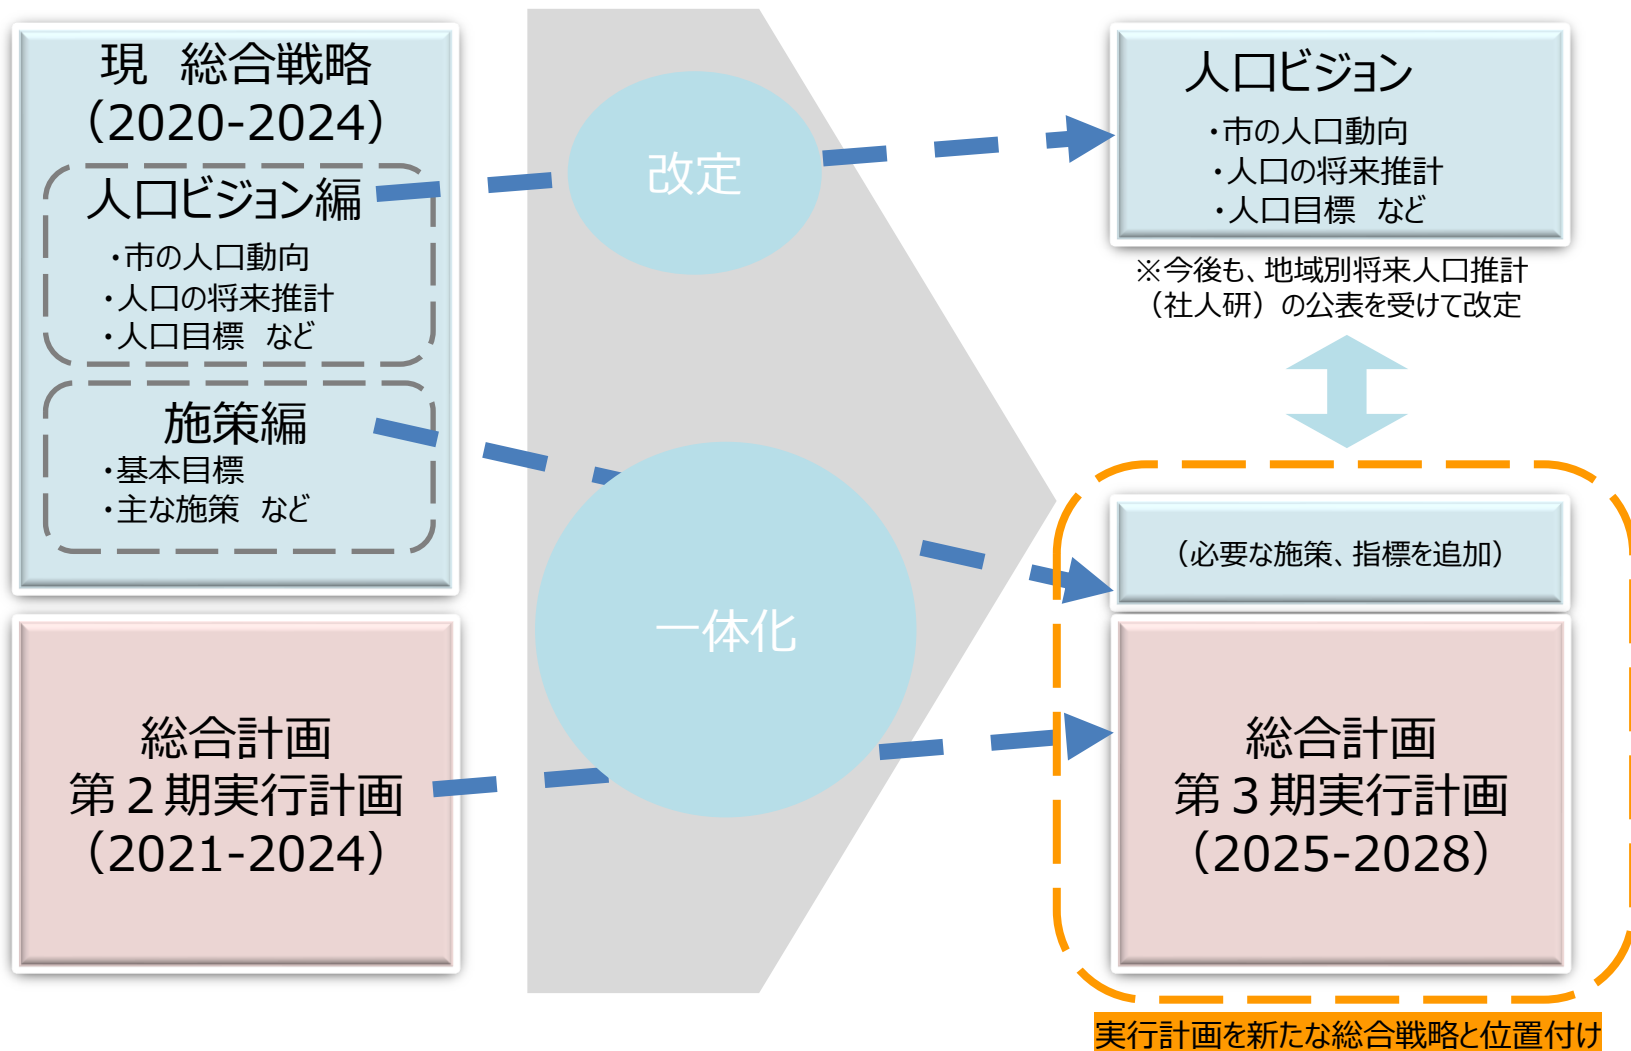 現　総合戦略
（2020-2024）
人口ビジョン編
・市の人口動向
・人口の将来推計
・人口目標　など
施策編
・基本目標
・主な施策　など
総合計画
第２期実行計画
（2021-2024）
改定
一体化
人口ビジョン
・市の人口動向
・人口の将来推計
・人口目標　など
※今後も、地域別将来人口推計
（社人研）の公表を受けて改定
（必要な施策、指標を追加）
総合計画
第３期実行計画
（2025-2028）
実行計画を新たな総合戦略と位置付け